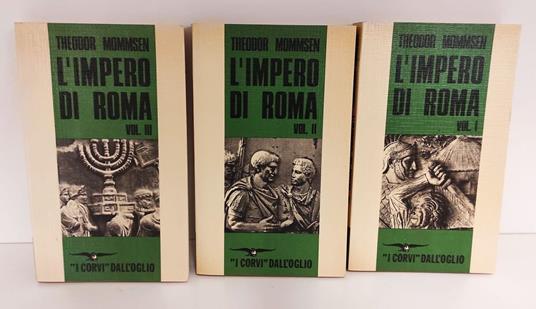 THEODOR MOMMSEN
L'IMPERO
DI ROMA
VOL. III
"I CORVI" DALL'OGLIO
THEODOR MOMMSEN
L'IMPERO
DI ROMA
VOL. II
"I CORVI" DALL'OGLIO
THEODOR MOMMSEN
L'IMPERO
DI ROMA
VOL. I
"I CORVI" DALL'OGLIO